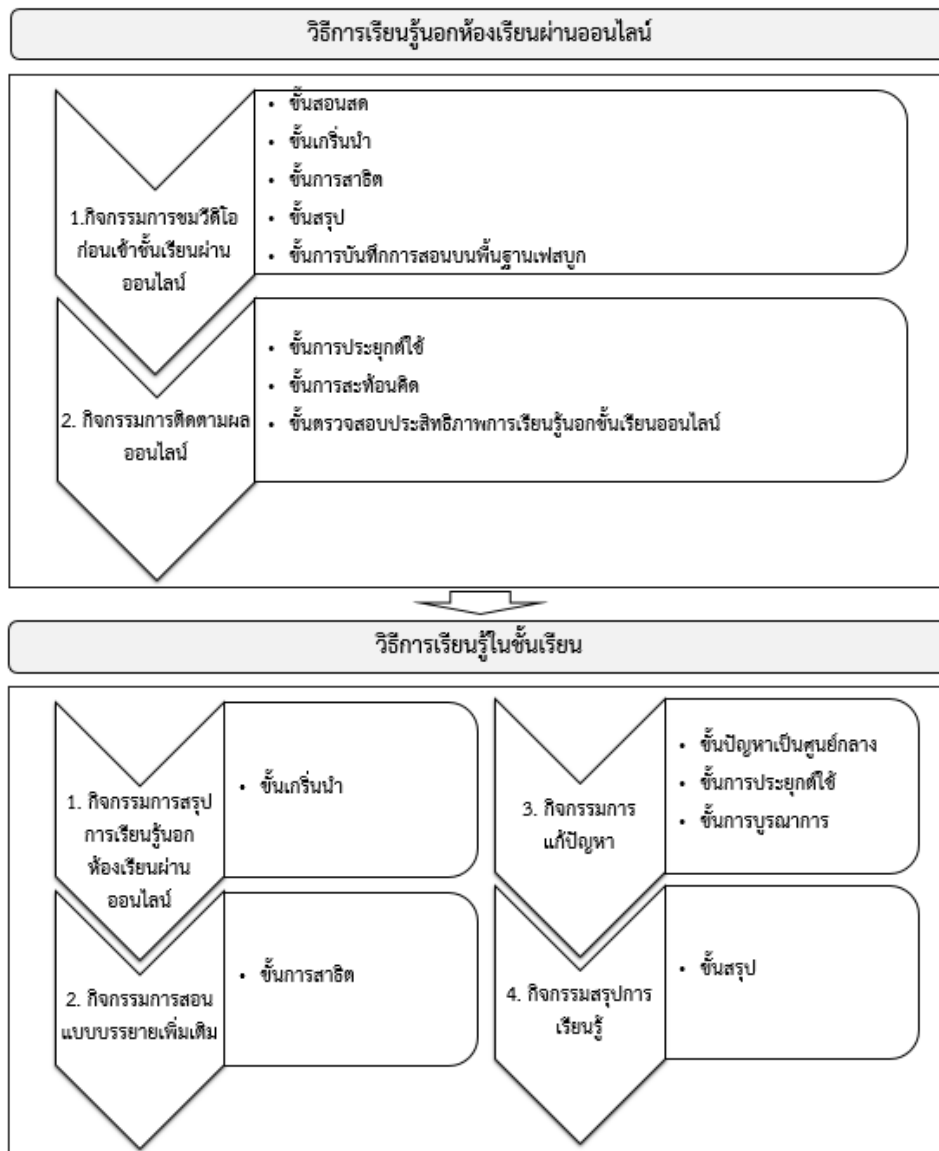 วิธีการเรียนรู้นอกห้องเรียนผ่านออนไลน์
1.กิจกรรมการชมวีดิโอ
ก่อนเข้าชั้นเรียนผ่าน
ออนไลน์
• ขั้นสอนสด
• ขั้นเกริ่นนำ
• ขั้นการสาธิต
• ขั้นสรุป
• ขั้นการบันทึกการสอนบนพื้นฐานเฟสบูก
2. กิจกรรมการติดตามผล
ออนไลน์
• ขั้นการประยุกต์ใช้
• ขั้นการสะท้อนคิด
• ขั้นตรวจสอบประสิทธิภาพการเรียนรู้นอกชั้นเรียนออนไลน์
วิธีการเรียนรู้ในชั้นเรียน
1. กิจกรรมการสรุป
การเรียนรู้นอก
ห้องเรียนผ่าน
ออนไลน์
• ขั้นเกริ่นนำ
2. กิจกรรมการสอน
แบบบรรยายเพิ่มเติม
• ขั้นการสาธิต
3. กิจกรรมการ
แก้ปัญหา
• ขั้นปัญหาเป็นศูนย์กลาง
• ขั้นการประยุกต์ใช้
• ขั้นการบูรณาการ
4. กิจกรรมสรุปการ
เรียนรู้
• ขั้นสรุป